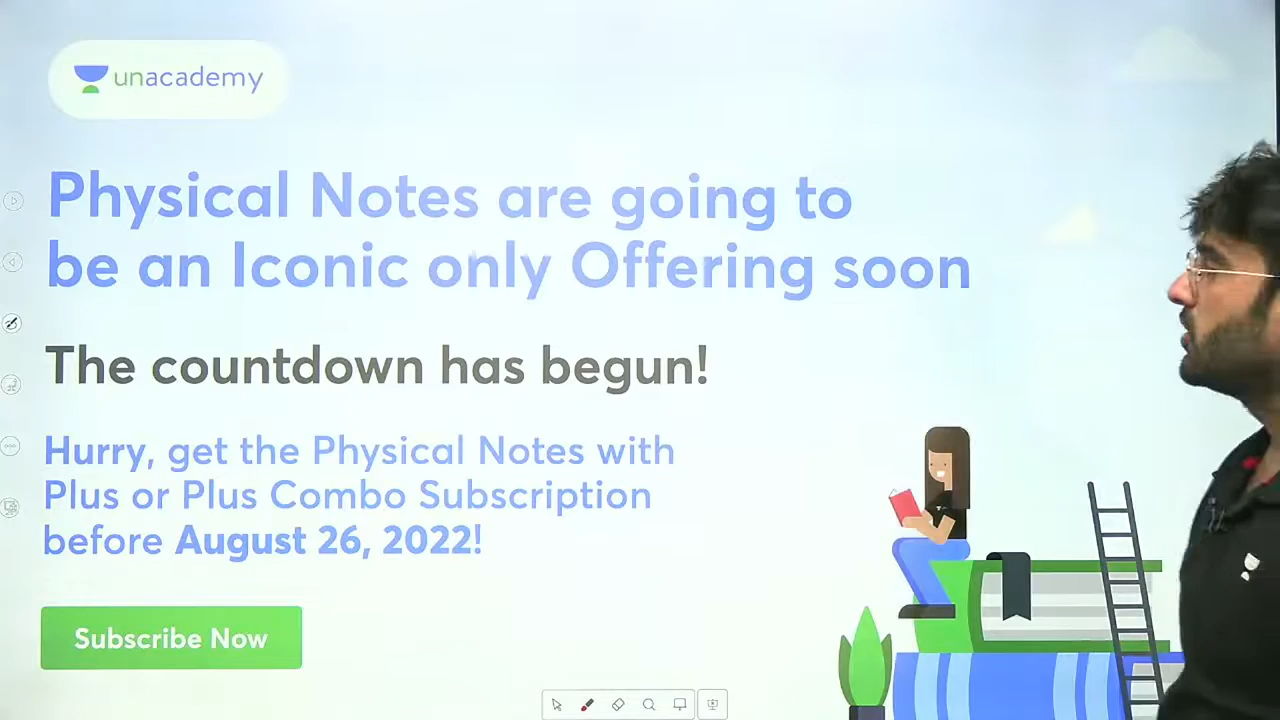 unacademy
Physical Notes are going to
be an Iconic only Offering soon
The countdown has begun!
Hurry, get the Physical Notes with
Plus or Plus Combo Subscription
before August 26, 2022!
Subscribe Now